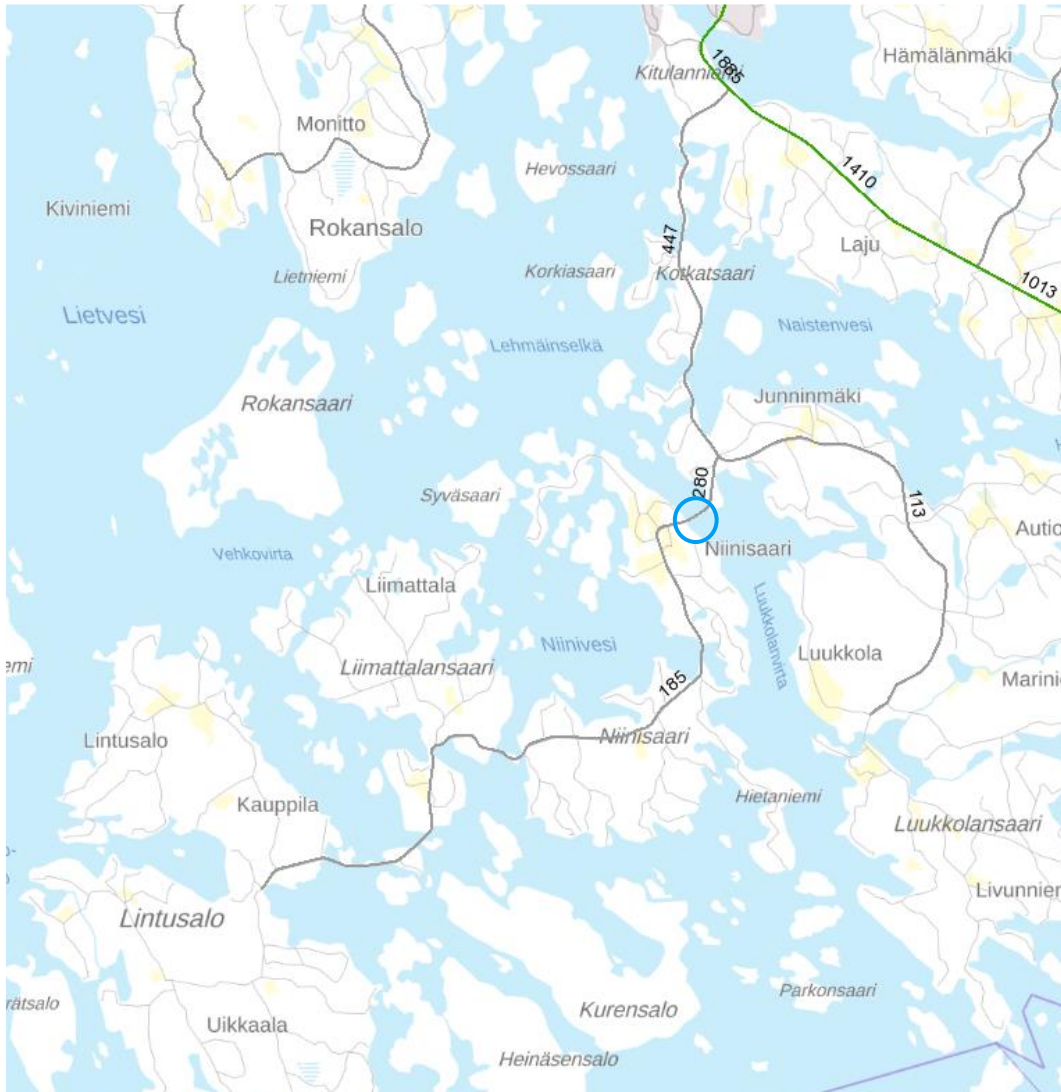 Hämälänmäki
Kitulanniemi
1885
Monitto
Hevossaari
1410
Kiviniemi
Rokansalo
447
Laju
Lietniemi
Korkiasaari
Kotkatsaari
1013
Lietvesi
Naistenvesi
Lehmäinselkä
Rokansaari
Junninmäki
Syväsaari
280
113
Autio
Niinisaari
Vehkovirta
Liimattala
Luukkolanvirta
Niinivesi
Luukkola
emi
Liimattalansaari
185
Marini
Lintusalo
Niinisaari
Kauppila
Hietaniemi
Luukkolansaari
Livunnier
Lintusalo
Parkonsaari
rätsalo
Kurensalo
Uikkaala
Heinäsensalo